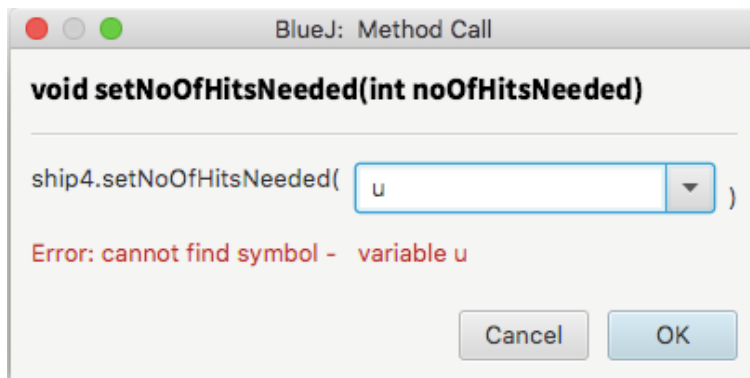 BlueJ: Method Call
void setNoOfHitsNeeded(int noOfHitsNeeded)
ship4.setNoOfHitsNeeded( u )
Error: cannot find symbol - variable u
Cancel OK